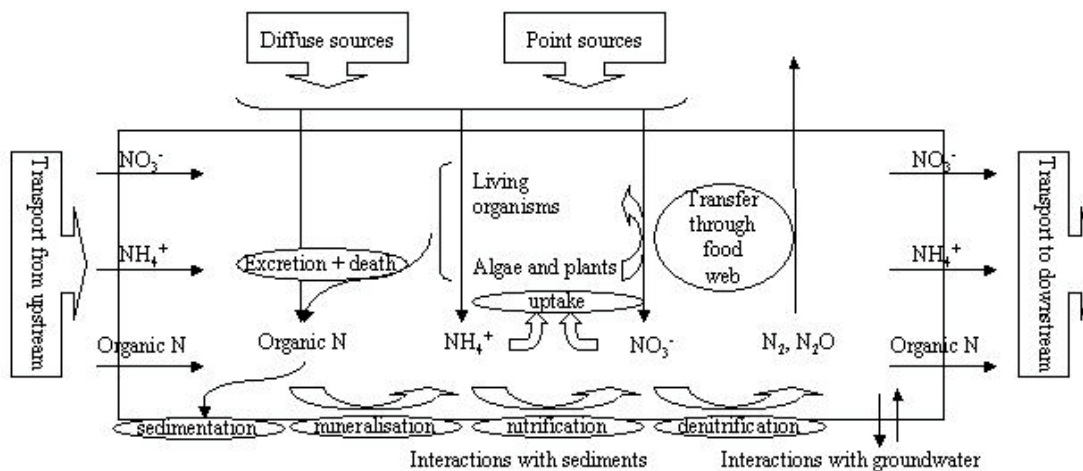 Diffuse sources
Point sources
Transport from upstream
NO₃⁻
NH₄⁺
Organic N
Living
organisms
Algae and plants
Transfer
through
food
web
Excretion + death
uptake
Organic N
NH₄⁺
NO₃⁻
N₂, N₂O
NO₃⁻
NH₄⁺
Organic N
Transport to downstream
sedimentation
mineralisation
nitrification
denitrification
Interactions with sediments
Interactions with groundwater